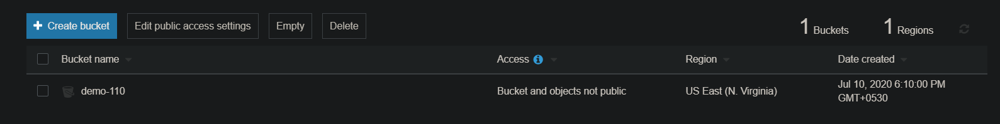 Create bucket Edit public access settings Empty Delete 1 Buckets 1 Regions
Bucket name Access Region Date created
demo-110 Bucket and objects not public US East (N. Virginia) Jul 10, 2020 6:10:00 PM
GMT+0530